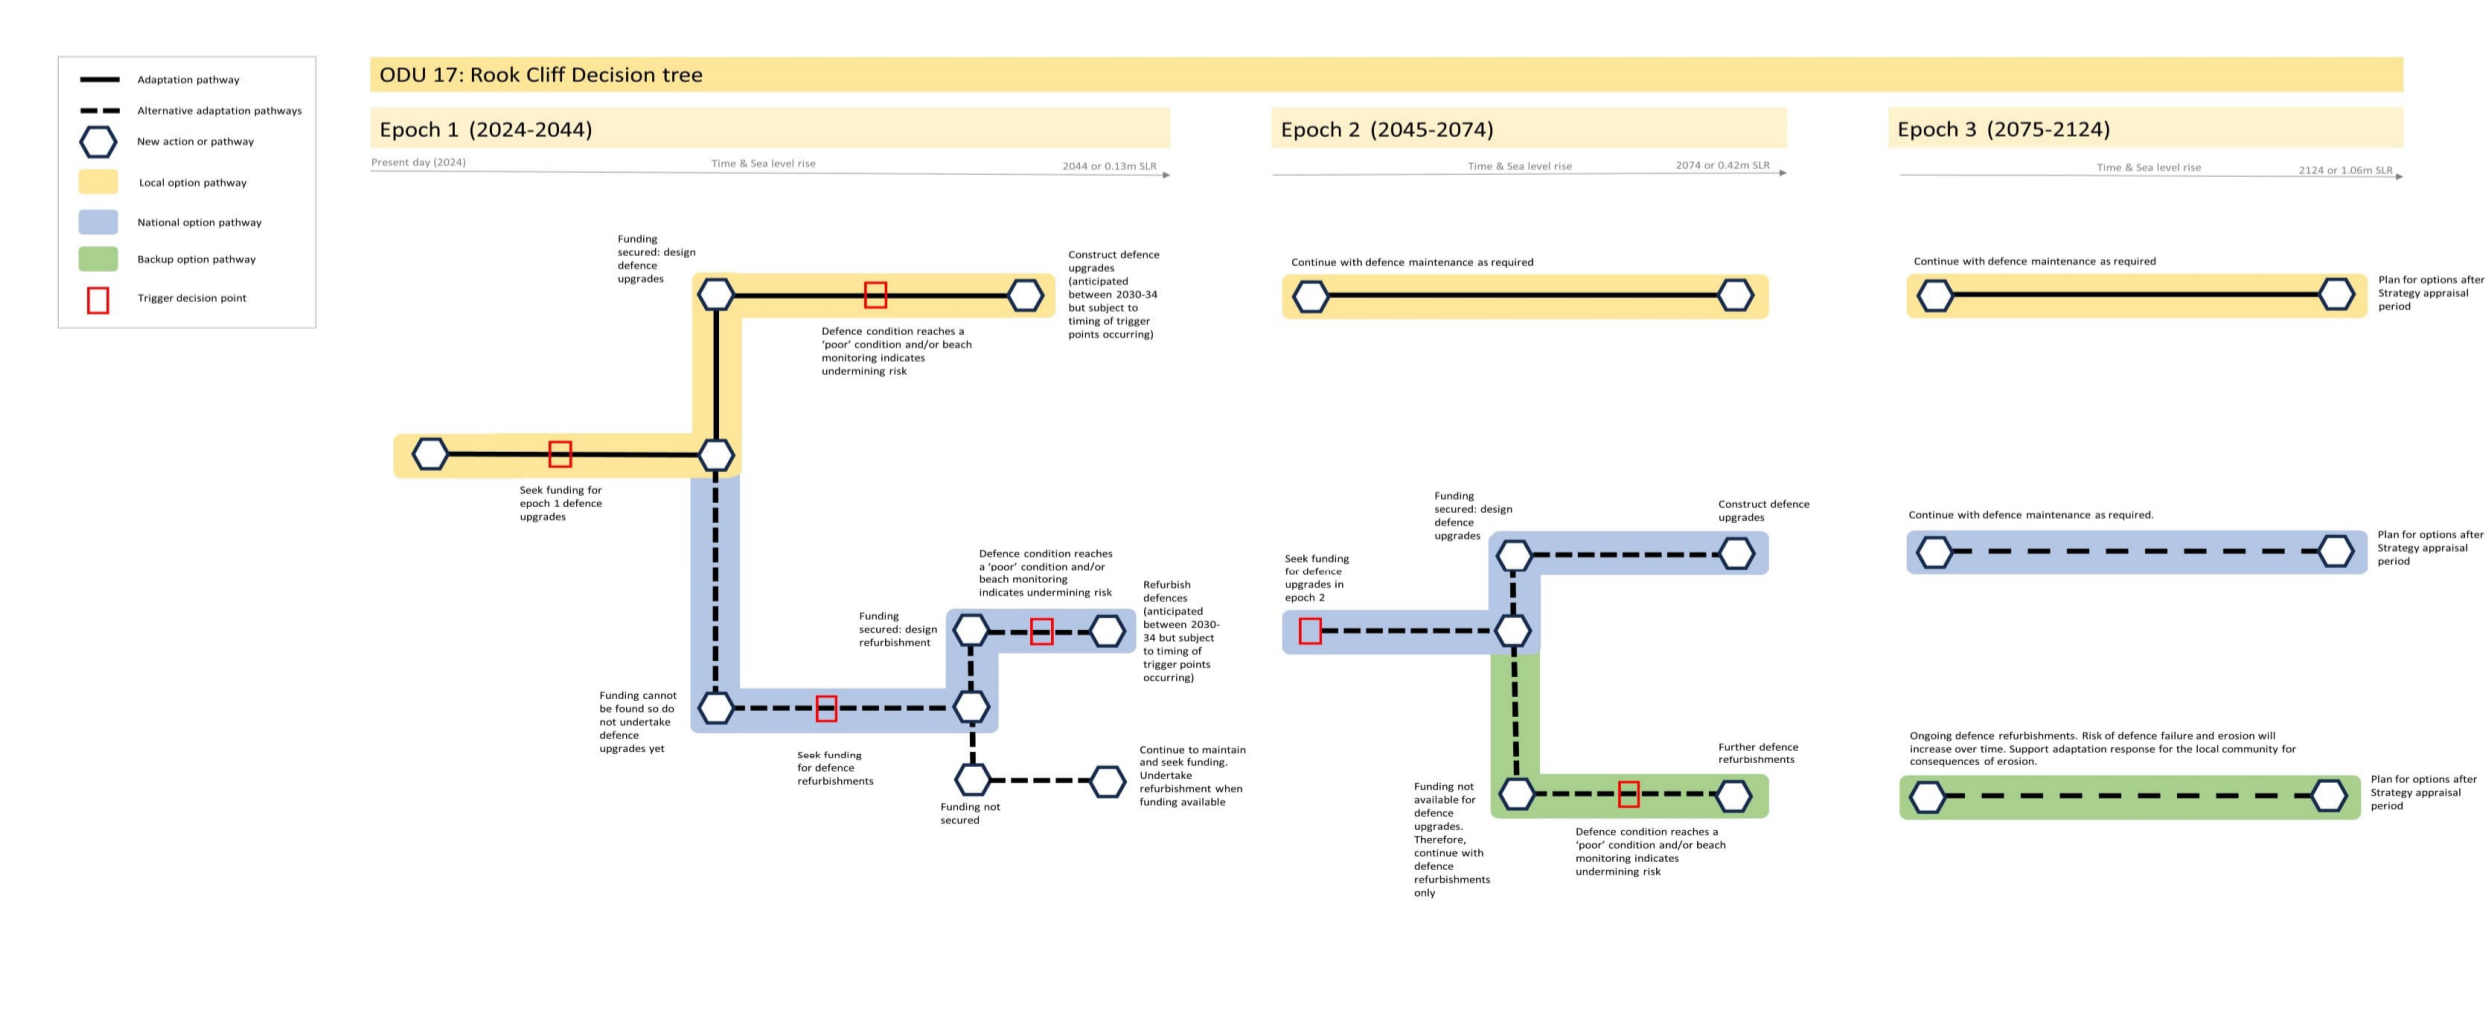 Adaptation pathway
Alternative adaptation pathways
New action or pathway
Local option pathway
National option pathway
Backup option pathway
Trigger decision point
ODU 17: Rook Cliff Decision tree
Epoch 1 (2024-2044)
Present day (2024)
Time & Sea level rise
2044 or 0.13m SLR
Funding
secured: design
defence
upgrades
Construct defence
upgrades
(anticipated
between 2030-34
but subject to
timing of trigger
points occurring)
Defence condition reaches a
‘poor’ condition and/or beach
monitoring indicates
undermining risk
Seek funding for
epoch 1 defence
upgrades
Defence condition reaches
a ‘poor’ condition and/or
beach monitoring
indicates undermining risk
Refurbish
defences
(anticipated
between 2030-
34 but subject
to timing of
trigger points
occurring)
Funding
secured: design
refurbishment
Funding cannot
be found so do
not undertake
defence
upgrades yet
Seek funding
for defence
refurbishments
Funding not
secured
Continue to maintain
and seek funding.
Undertake
refurbishment when
funding available
Epoch 2 (2045-2074)
Time & Sea level rise
2074 or 0.42m SLR
Continue with defence maintenance as required
Seek funding
for defence
upgrades in
epoch 2
Funding
secured: design
defence
upgrades
Construct defence
upgrades
Funding not
available for
defence
upgrades.
Therefore,
continue with
defence
refurbishments
only
Further defence
refurbishments
Defence condition reaches a
‘poor’ condition and/or beach
monitoring indicates
undermining risk
Epoch 3 (2075-2124)
Time & Sea level rise
2124 or 1.06m SLR
Continue with defence maintenance as required
Plan for options after
Strategy appraisal
period
Continue with defence maintenance as required.
Plan for options after
Strategy appraisal
period
Ongoing defence refurbishments. Risk of defence failure and erosion will
increase over time. Support adaptation response for the local community for
consequences of erosion.
Plan for options after
Strategy appraisal
period